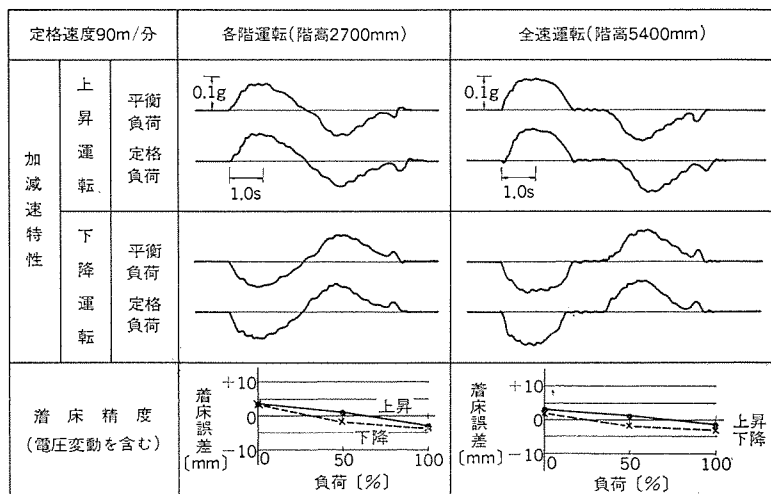 定格速度90m/分
各階運転(階高2700mm)
全速運転(階高5400mm)
加減速特性
上昇運転
平衡負荷
定格負荷
0.1g
1.0s
0.1g
1.0s
下降運転
平衡負荷
定格負荷
着床精度
(電圧変動を含む)
着床誤差
〔mm〕
+10
0
-10
上昇
下降
0 50 100
負荷〔%〕
着床誤差
〔mm〕
+10
0
-10
上昇
下降
0 50 100
負荷〔%〕